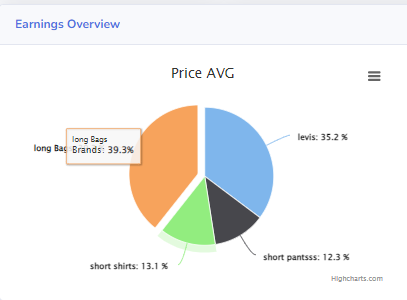 Earnings Overview
Price AVG
levis: 35.2 %
long Bag
long Bags
Brands: 39.3%
short pantsss: 12.3 %
short shirts: 13.1 %
Highcharts.com